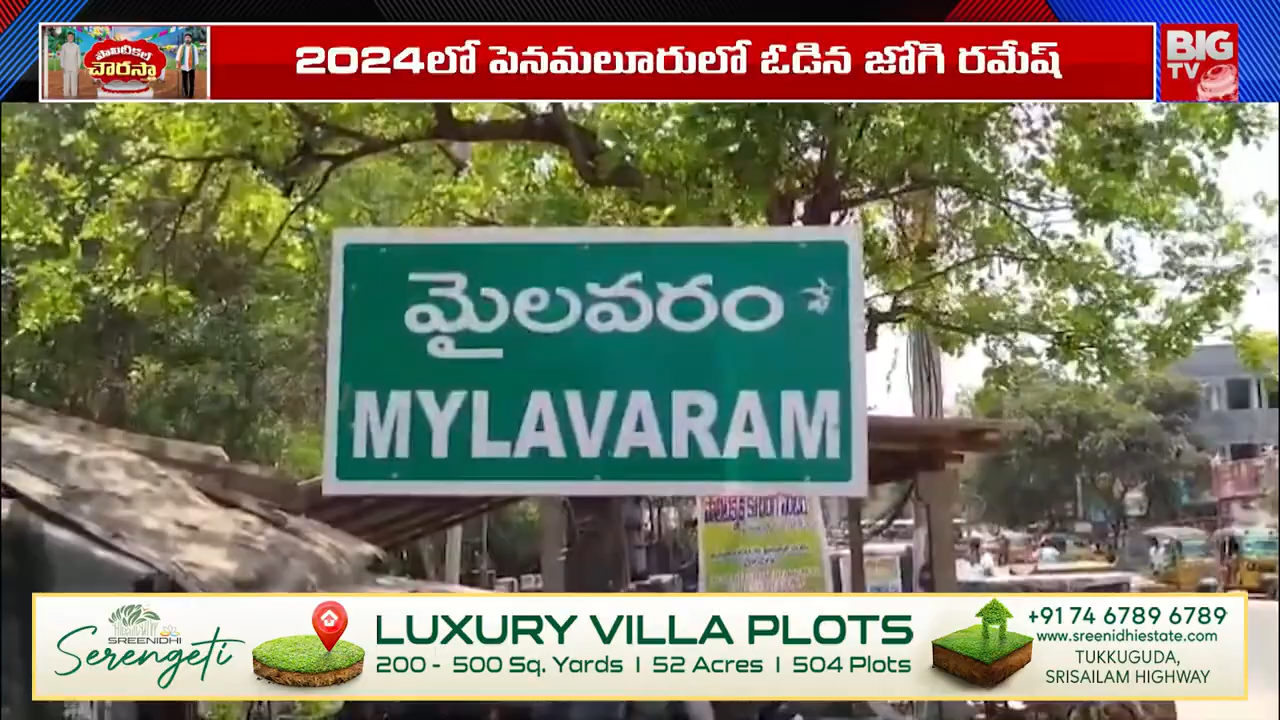 పొలిటికల్
చౌరస్తా
2024లో పెనమలూరులో ఓడిన జోగి రమేష్
BIG
TV
మైలవరం
MYLAVARAM
SREENIDHI
Serengeti
LUXURY VILLA PLOTS
200 - 500 Sq. Yards | 52 Acres | 504 Plots
+91 74 6789 6789
www.sreenidhiestate.com
TUKKUGUDA,
SRISAILAM HIGHWAY